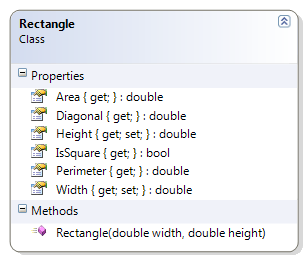 Rectangle
Class
Properties
Area { get; } : double
Diagonal { get; } : double
Height { get; set; } : double
IsSquare { get; } : bool
Perimeter { get; } : double
Width { get; set; } : double
Methods
Rectangle(double width, double height)